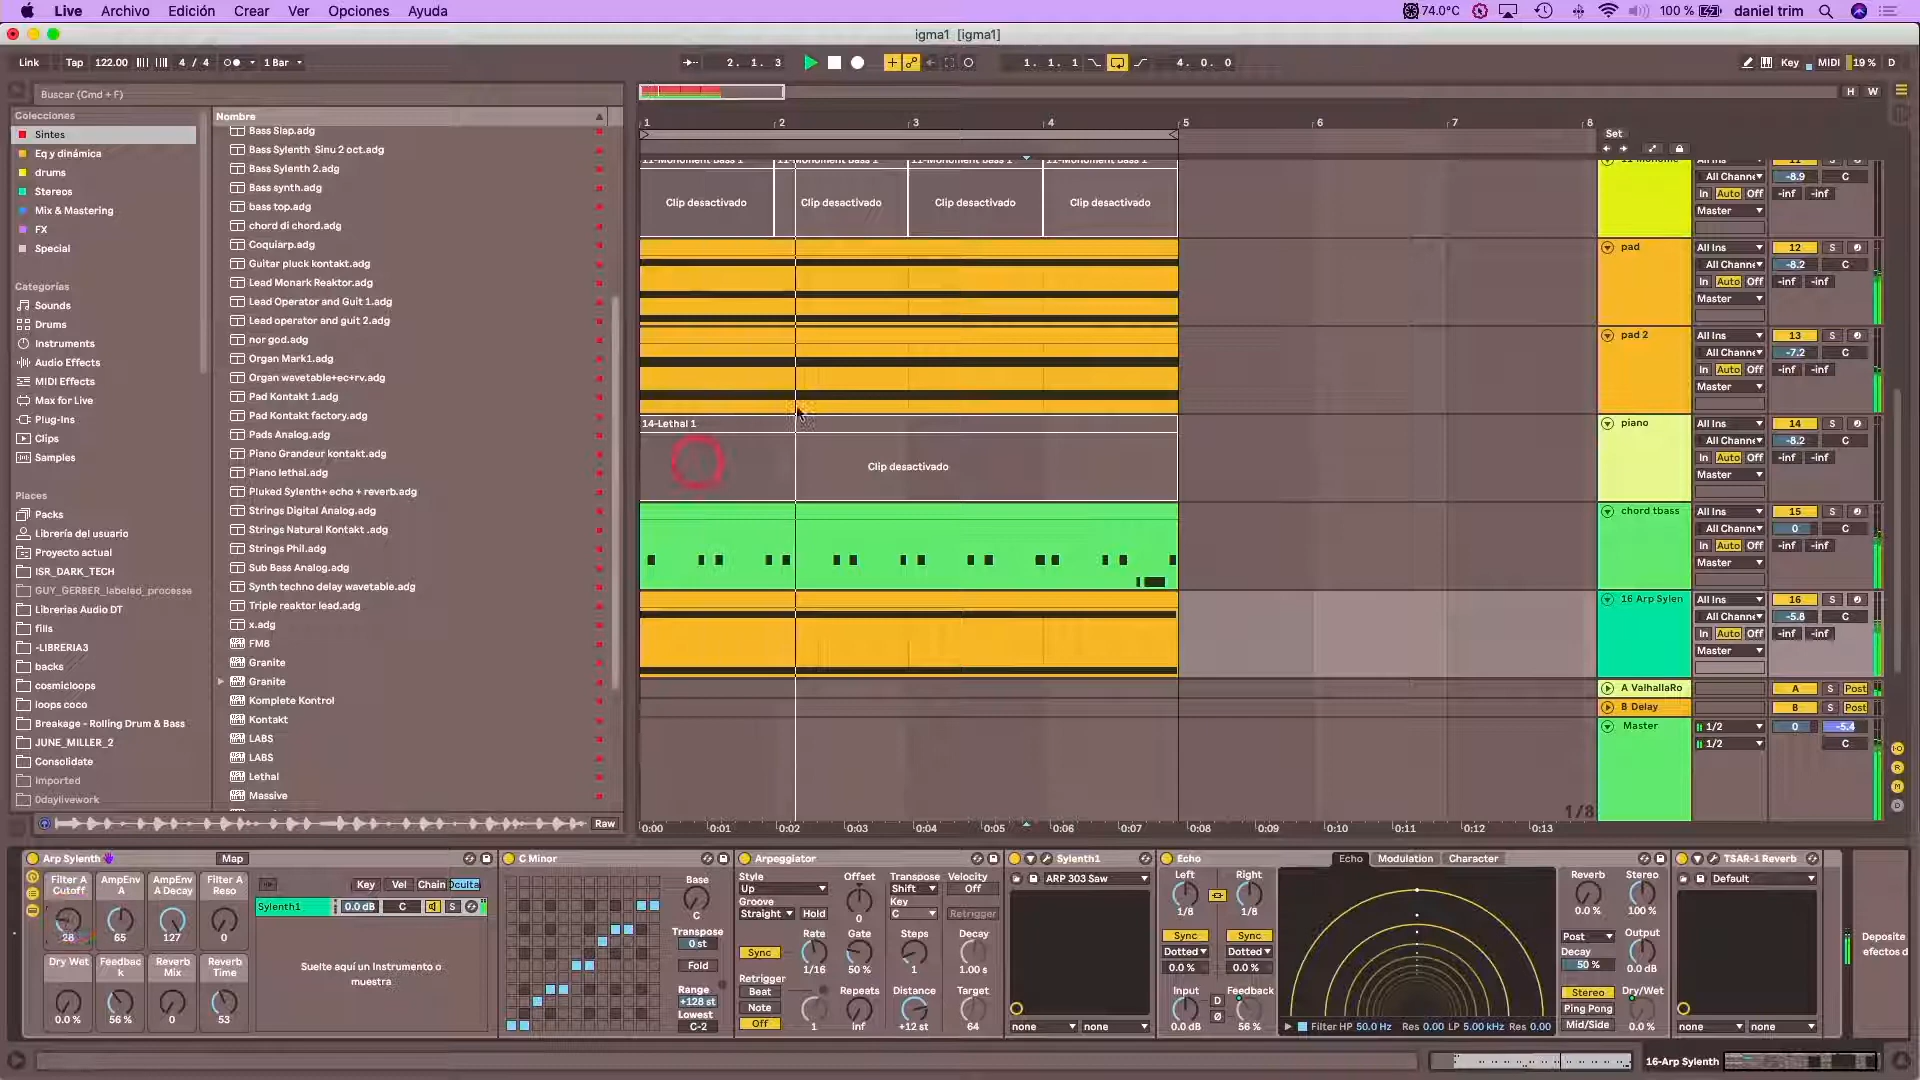 Live Archivo Edición Crear Ver Opciones Ayuda 74.0°C 100 % daniel trim
igma1 [igma1]
Link Tap 122.00 4 / 4 1 Bar 2. 1. 3 1. 1. 1 4. 0. 0 Key MIDI 19 % D
Buscar (Cmd + F)
H W
Colecciones
Sintes
Eq y dinámica
drums
Stereos
Mix & Mastering
FX
Special
Categorías
Sounds
Drums
Instruments
Audio Effects
MIDI Effects
Max for Live
Plug-Ins
Clips
Samples
Places
Packs
Librería del usuario
Proyecto actual
ISR_DARK_TECH
GUY_GERBER_labeled_processe
Librerias Audio DT
fills
-LIBRERIA3
backs
cosmicloops
loops coco
Breakage - Rolling Drum & Bass
JUNE_MILLER_2
Consolidate
Imported
0daylivework
Nombre
Bass Slap.adg
Bass Sylenth Sinu 2 oct.adg
Bass Sylenth 2.adg
Bass synth.adg
bass top.adg
chord di chord.adg
Coquiarp.adg
Guitar pluck kontakt.adg
Lead Monark Reaktor.adg
Lead Operator and Guit 1.adg
Lead operator and guit 2.adg
nor god.adg
Organ Mark1.adg
Organ wavetable+ec+rv.adg
Pad Kontakt 1.adg
Pad Kontakt factory.adg
Pads Analog.adg
Piano Grandeur kontakt.adg
Piano lethal.adg
Pluked Sylenth+ echo + reverb.adg
Strings Digital Analog.adg
Strings Natural Kontakt .adg
Strings Phil.adg
Sub Bass Analog.adg
Synth techno delay wavetable.adg
Triple reaktor lead.adg
x.adg
FM8
Granite
Granite
Komplete Kontrol
Kontakt
LABS
LABS
Lethal
Massive
Raw
1 2 3 4 5 6 7 8
Set
Clip desactivado Clip desactivado Clip desactivado Clip desactivado
14-Lethal 1
Clip desactivado
1/8
0:00 0:01 0:02 0:03 0:04 0:05 0:06 0:07 0:08 0:09 0:10 0:11 0:12 0:13
All Channe -8.9 C
In Auto Off -inf -inf
Master
pad All Ins 12 S
All Channe -8.2 C
In Auto Off -inf -inf
Master
pad 2 All Ins 13 S
All Channe -7.2 C
In Auto Off -inf -inf
Master
piano All Ins 14 S
All Channe -8.2 C
In Auto Off -inf -inf
Master
chord tbass All Ins 15 S
All Channe 0 C
In Auto Off -inf -inf
Master
16 Arp Sylen All Ins 16 S
All Channe -5.8 C
In Auto Off -inf -inf
Master
A ValhallaRo A S Post
B Delay B S Post
Master 1/2 0 -5.4
1/2 C
Arp Sylenth Map
Filter A Cutoff AmpEnv A AmpEnv A Decay Filter A Reso
28 65 127 0
Dry Wet Feedbac k Reverb Mix Reverb Time
0.0 % 56 % 0 53
Key Vel Chain Oculta
Sylenth1 0.0 dB C S
Suelte aquí un Instrumento o
muestra
C Minor
Base
C
Transpose
0 st
Fold
Range
+128 st
Lowest
C-2
Arpeggiator
Style Offset Transpose Velocity
Up Shift Off
Groove Key
Straight Hold 0 C Retrigger
Rate Gate Steps Decay
Sync
1/16 50 % 1 1.00 s
Retrigger
Beat Repeats Distance Target
Note
Off 1 Inf +12 st 64
Sylenth1
ARP 303 Saw
none none
Echo Echo Modulation Character
Left Right
1/8 1/8
Sync Sync
Dotted Dotted
0.0 % 0.0 %
Input D Feedback
Ø
0.0 dB 56 %
Filter HP 50.0 Hz Res 0.00 LP 5.00 kHz Res 0.00
Reverb Stereo
0.0 % 100 %
Post Output
Decay
50 % 0.0 dB
Stereo Dry/Wet
Ping Pong
Mid/Side 0.0 %
TSAR-1 Reverb
Default
none none
Deposite
efectos d
16-Arp Sylenth